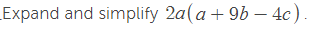 Expand and simplify 2a(a + 9b − 4c).